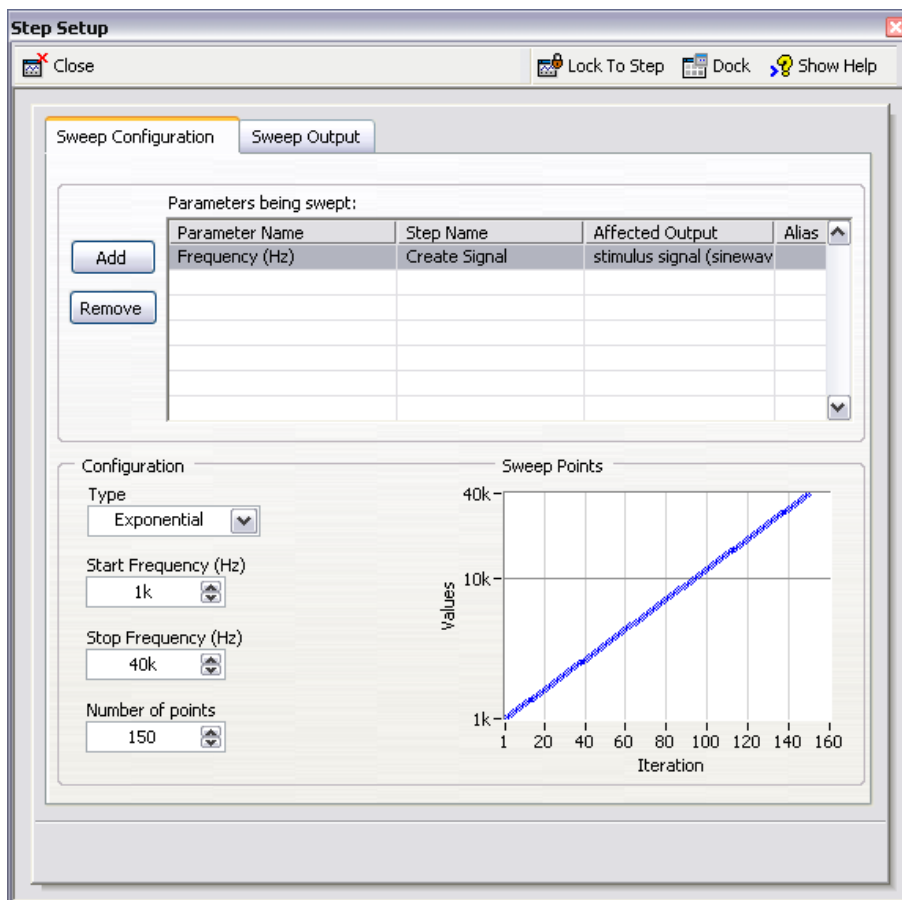 Step Setup
Close Lock To Step Dock Show Help
Sweep Configuration Sweep Output
Parameters being swept:
Add
Remove
Parameter Name Step Name Affected Output Alias
Frequency (Hz) Create Signal stimulus signal (sinewav
Configuration
Type
Exponential
Start Frequency (Hz)
1k
Stop Frequency (Hz)
40k
Number of points
150
Sweep Points
40k
10k
1k
Values
1 20 40 60 80 100 120 140 160
Iteration